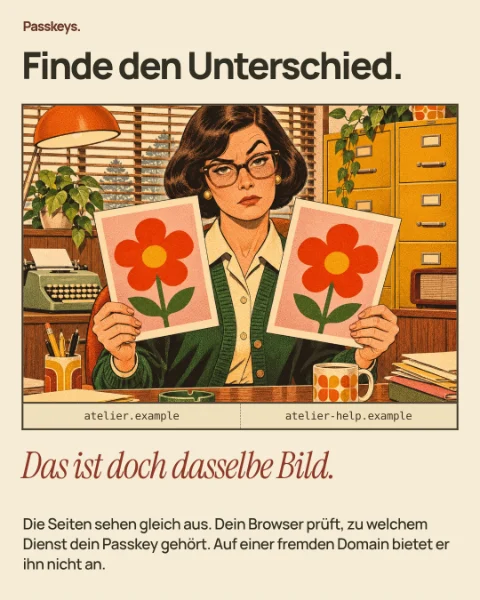 Passkeys.
Finde den Unterschied.
atelier.example
atelier-help.example
Das ist doch dasselbe Bild.
Die Seiten sehen gleich aus. Dein Browser prüft, zu welchem
Dienst dein Passkey gehört. Auf einer fremden Domain bietet er
ihn nicht an.